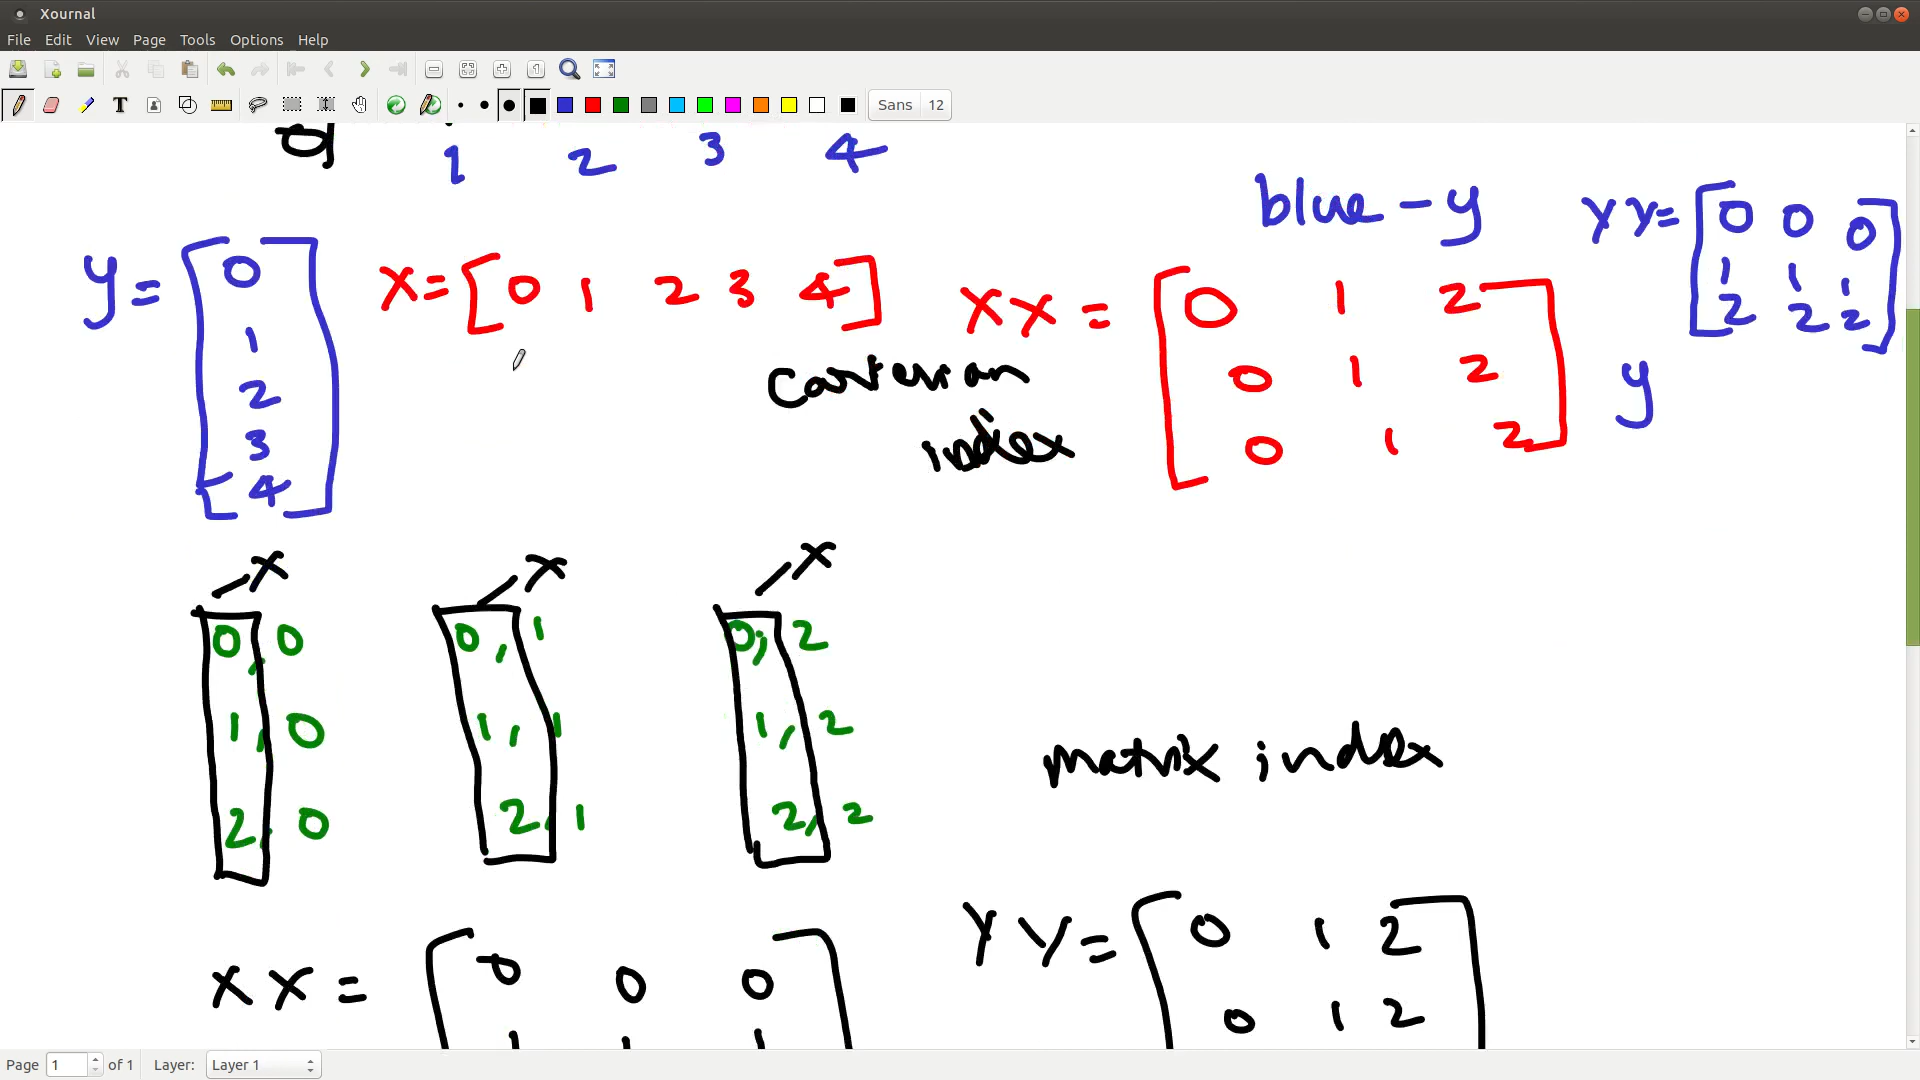 Xournal
File Edit View Page Tools Options Help
Sans 12
1 2 3 4
blue - y
YY = [0 0 0
1 1 1
2 2 2]
y = [0
1
2
3
4]
x = [0 1 2 3 4]
XX = [0 1 2
0 1 2
0 1 2]
y
Cartesian
index
x x x
0,0 0,1 0,2
1,0 1,1 1,2
2,0 2,1 2,2
matrix index
XX = [0 0 0
1 1 1
YY = [0 1 2
0 1 2
Page 1 of 1 Layer: Layer 1